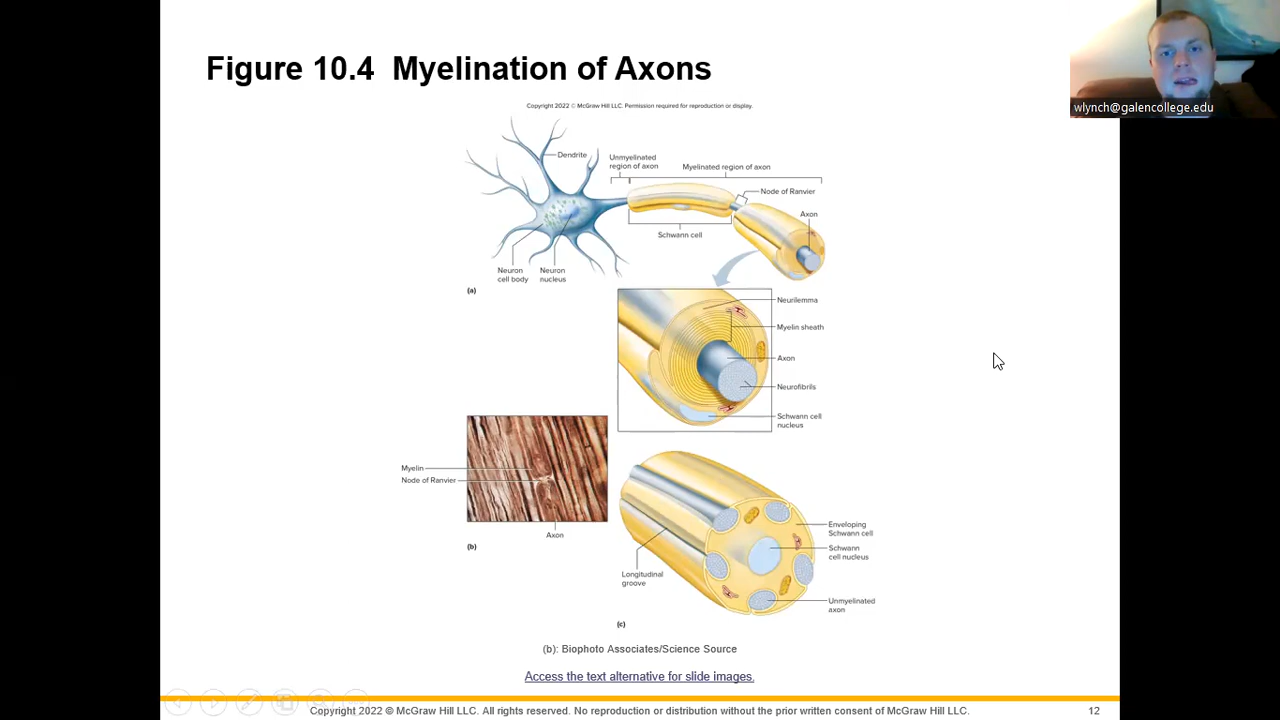 Figure 10.4  Myelination of Axons
wlynch@galencollege.edu
Copyright 2022 © McGraw Hill LLC. Permission required for reproduction or display.
Dendrite
Unmyelinated
region of axon
Myelinated region of axon
Node of Ranvier
Axon
Schwann cell
Neuron
cell body
Neuron
nucleus
(a)
Neurilemma
Myelin sheath
Axon
Neurofibrils
Schwann cell
nucleus
Myelin
Node of Ranvier
Axon
(b)
Enveloping
Schwann cell
Schwann
cell nucleus
Longitudinal
groove
Unmyelinated
axon
(c)
(b): Biophoto Associates/Science Source
Access the text alternative for slide images.
Copyright 2022 © McGraw Hill LLC. All rights reserved. No reproduction or distribution without the prior written consent of McGraw Hill LLC.
12